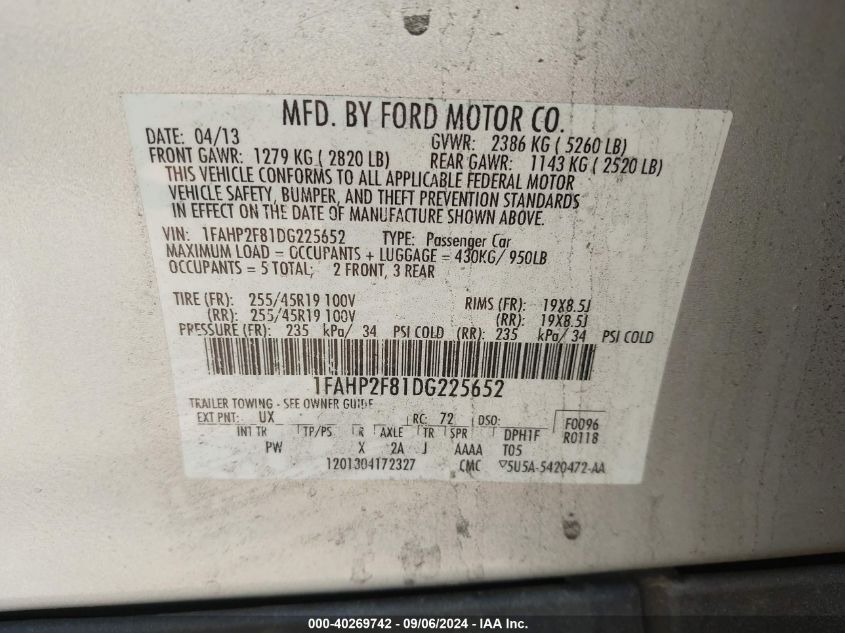 MFD. BY FORD MOTOR CO.
DATE: 04/13 GVWR: 2386 KG ( 5260 LB)
FRONT GAWR: 1279 KG ( 2820 LB) REAR GAWR: 1143 KG ( 2520 LB)
THIS VEHICLE CONFORMS TO ALL APPLICABLE FEDERAL MOTOR
VEHICLE SAFETY, BUMPER, AND THEFT PREVENTION STANDARDS
IN EFFECT ON THE DATE OF MANUFACTURE SHOWN ABOVE.
VIN: 1FAHP2F81DG225652 TYPE: Passenger Car
MAXIMUM LOAD = OCCUPANTS + LUGGAGE = 430KG/ 950LB
OCCUPANTS = 5 TOTAL; 2 FRONT, 3 REAR
TIRE (FR): 255/45R19 100V RIMS (FR): 19X8.5J
(RR): 255/45R19 100V (RR): 19X8.5J
PRESSURE (FR): 235 kPa/ 34 PSI COLD (RR): 235 kPa/ 34 PSI COLD
1FAHP2F81DG225652
TRAILER TOWING - SEE OWNER GUIDE
EXT PNT: UX RC: 72 DSO: F0096
INT TR TP/PS R AXLE TR SPR DPH1F R0118
PW X 2A J AAAA T05
1201304172327 CMC ▽5U5A-5420472-AA
000-40269742 - 09/06/2024 - IAA Inc.